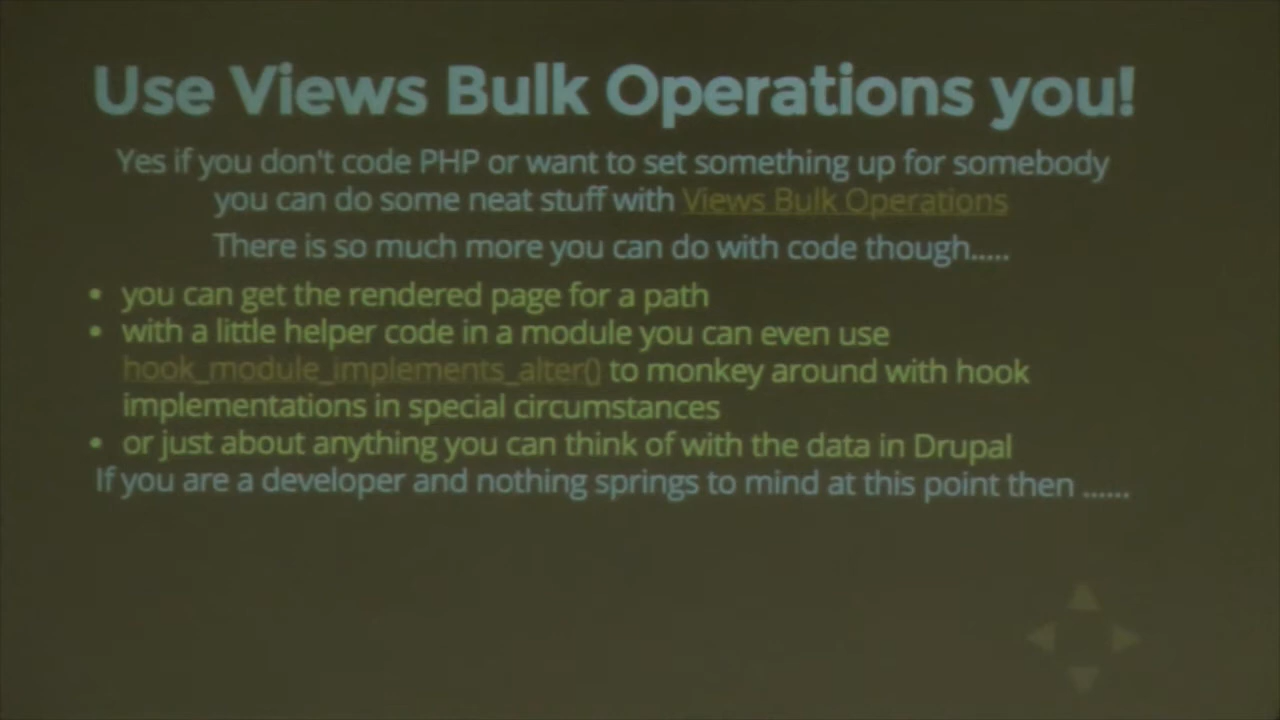 Use Views Bulk Operations you!
Yes if you don't code PHP or want to set something up for somebody
you can do some neat stuff with Views Bulk Operations
There is so much more you can do with code though.....
• you can get the rendered page for a path
• with a little helper code in a module you can even use
hook_module_implements_alter() to monkey around with hook
implementations in special circumstances
• or just about anything you can think of with the data in Drupal
If you are a developer and nothing springs to mind at this point then ......